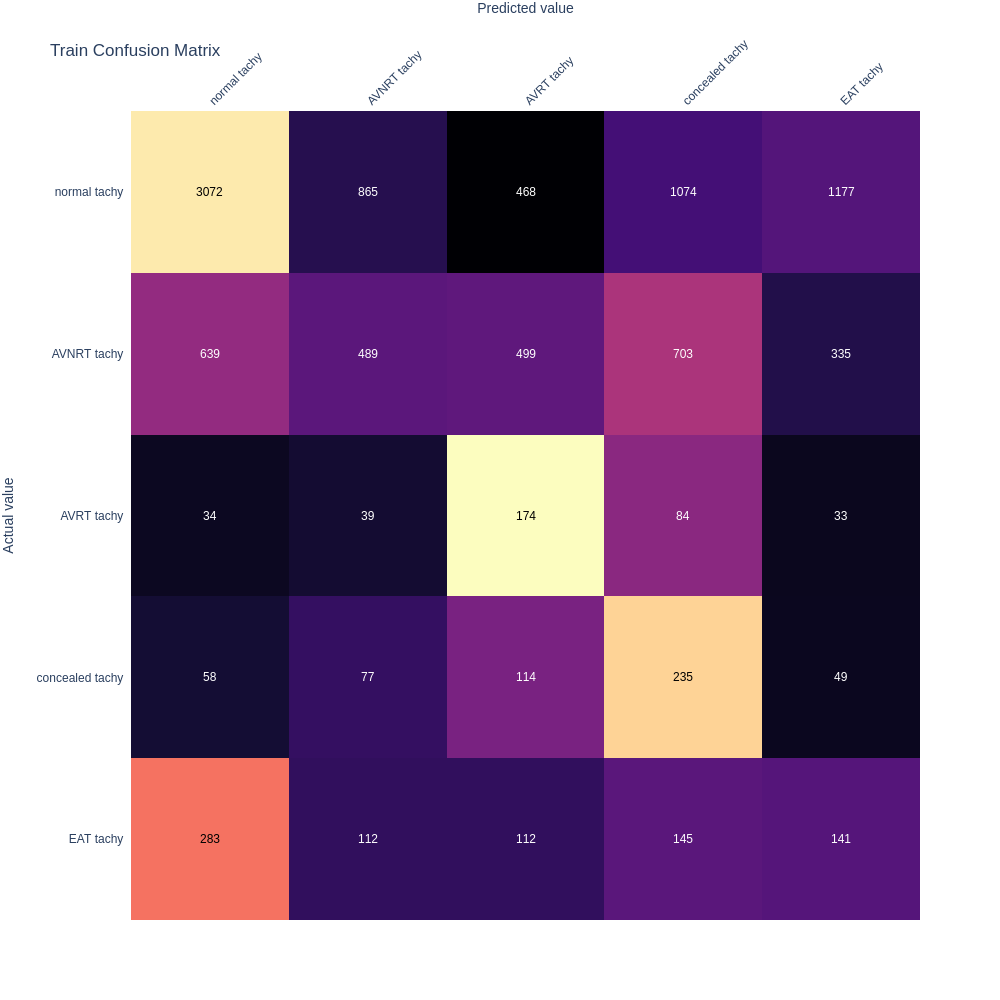 Predicted value
Train Confusion Matrix
normal tachy AVNRT tachy AVRT tachy concealed tachy EAT tachy
normal tachy 3072 865 468 1074 1177
AVNRT tachy 639 489 499 703 335
AVRT tachy 34 39 174 84 33
concealed tachy 58 77 114 235 49
EAT tachy 283 112 112 145 141
Actual value